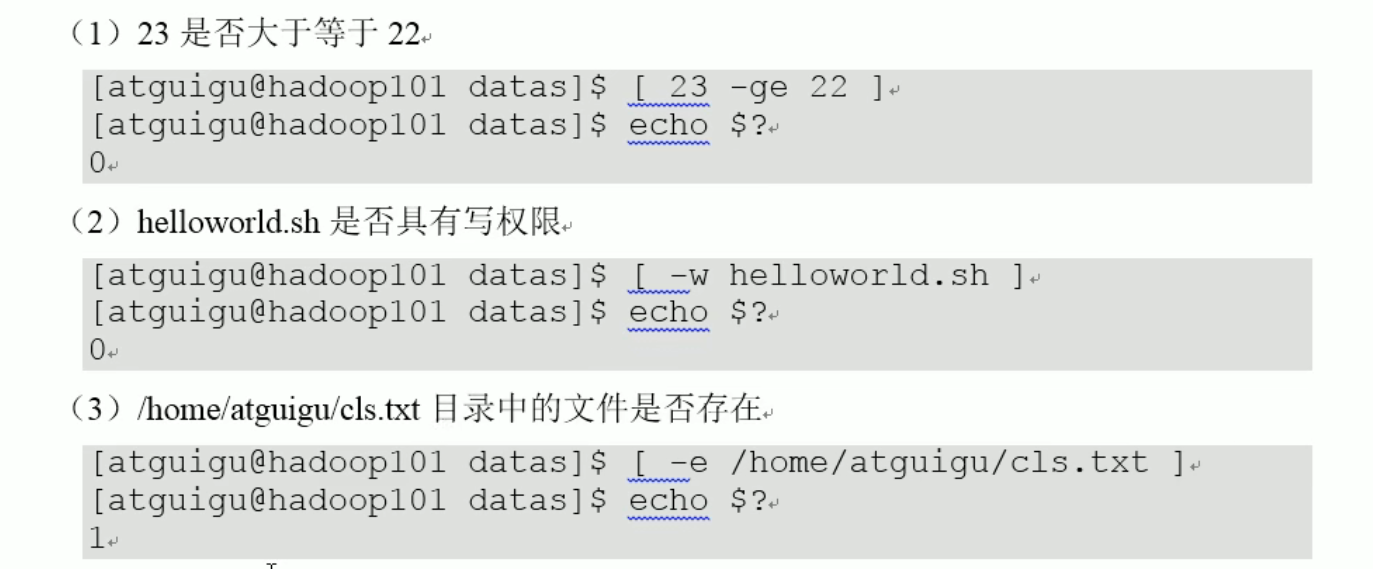 （1）23 是否大于等于 22
[atguigu@hadoop101 datas]$ [ 23 -ge 22 ]
[atguigu@hadoop101 datas]$ echo $?
0
（2）helloworld.sh 是否具有写权限
[atguigu@hadoop101 datas]$ [ -w helloworld.sh ]
[atguigu@hadoop101 datas]$ echo $?
0
（3）/home/atguigu/cls.txt 目录中的文件是否存在
[atguigu@hadoop101 datas]$ [ -e /home/atguigu/cls.txt ]
[atguigu@hadoop101 datas]$ echo $?
1